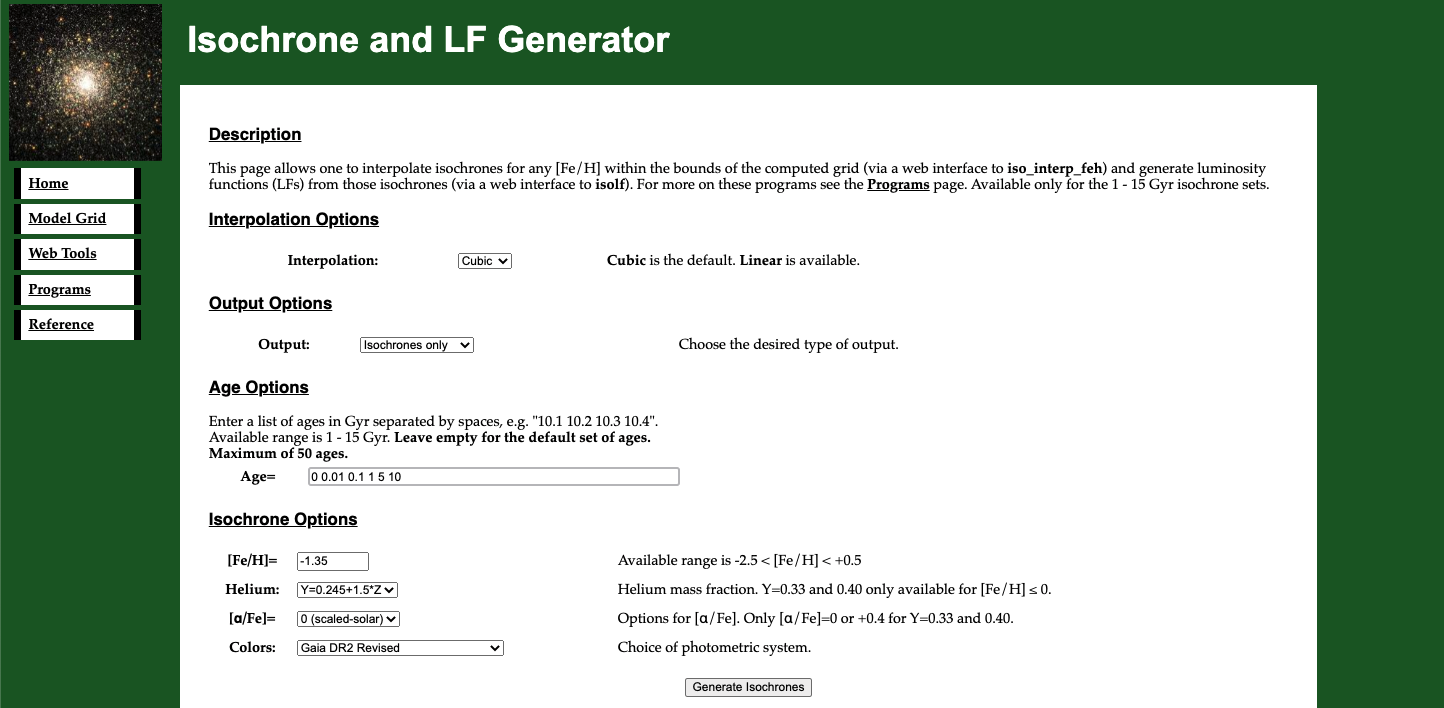 Isochrone and LF Generator
Home
Model Grid
Web Tools
Programs
Reference
Description
This page allows one to interpolate isochrones for any [Fe/H] within the bounds of the computed grid (via a web interface to iso_interp_feh) and generate luminosity
functions (LFs) from those isochrones (via a web interface to isolf). For more on these programs see the Programs page. Available only for the 1 - 15 Gyr isochrone sets.
Interpolation Options
Interpolation: Cubic Cubic is the default. Linear is available.
Output Options
Output: Isochrones only Choose the desired type of output.
Age Options
Enter a list of ages in Gyr separated by spaces, e.g. "10.1 10.2 10.3 10.4".
Available range is 1 - 15 Gyr. Leave empty for the default set of ages.
Maximum of 50 ages.
Age= 0 0.01 0.1 1 5 10
Isochrone Options
[Fe/H]= -1.35 Available range is -2.5 < [Fe/H] < +0.5
Helium: Y=0.245+1.5*Z Helium mass fraction. Y=0.33 and 0.40 only available for [Fe/H] ≤ 0.
[α/Fe]= 0 (scaled-solar) Options for [α/Fe]. Only [α/Fe]=0 or +0.4 for Y=0.33 and 0.40.
Colors: Gaia DR2 Revised Choice of photometric system.
Generate Isochrones